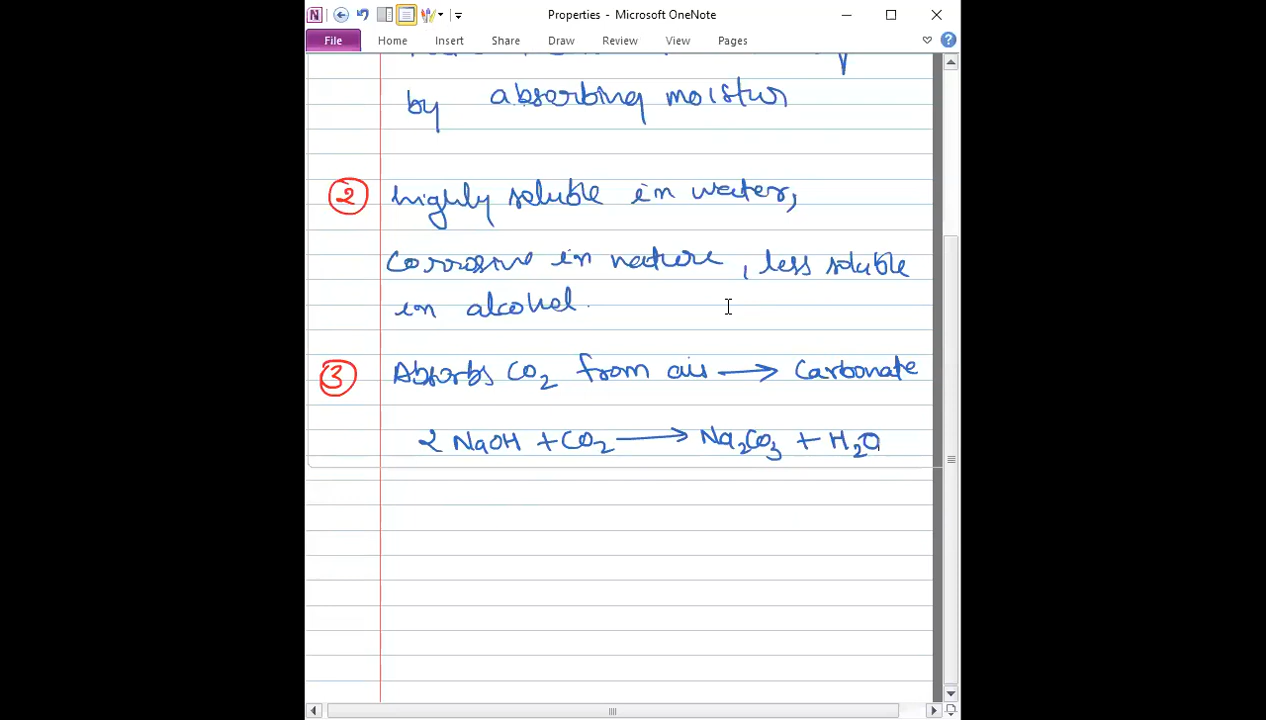 Properties - Microsoft OneNote
File Home Insert Share Draw Review View Pages
by absorbing moistur
2 highly soluble in water,
Corrosive in nature, less soluble
in alcohol.
3 Absorbs CO2 from air → Carbonate
2 NaOH + CO2 → Na2CO3 + H2O